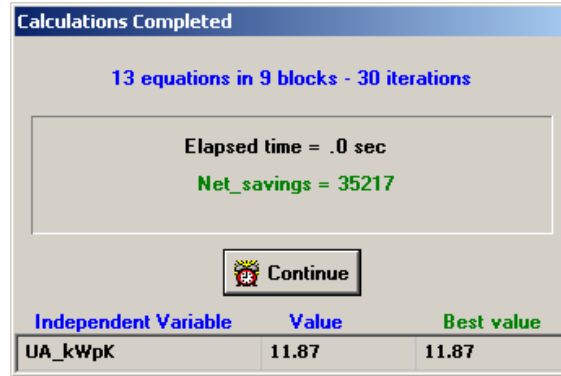 Calculations Completed
13 equations in 9 blocks - 30 iterations
Elapsed time = .0 sec
Net_savings = 35217
Continue
Independent Variable Value Best value
UA_kWpK 11.87 11.87